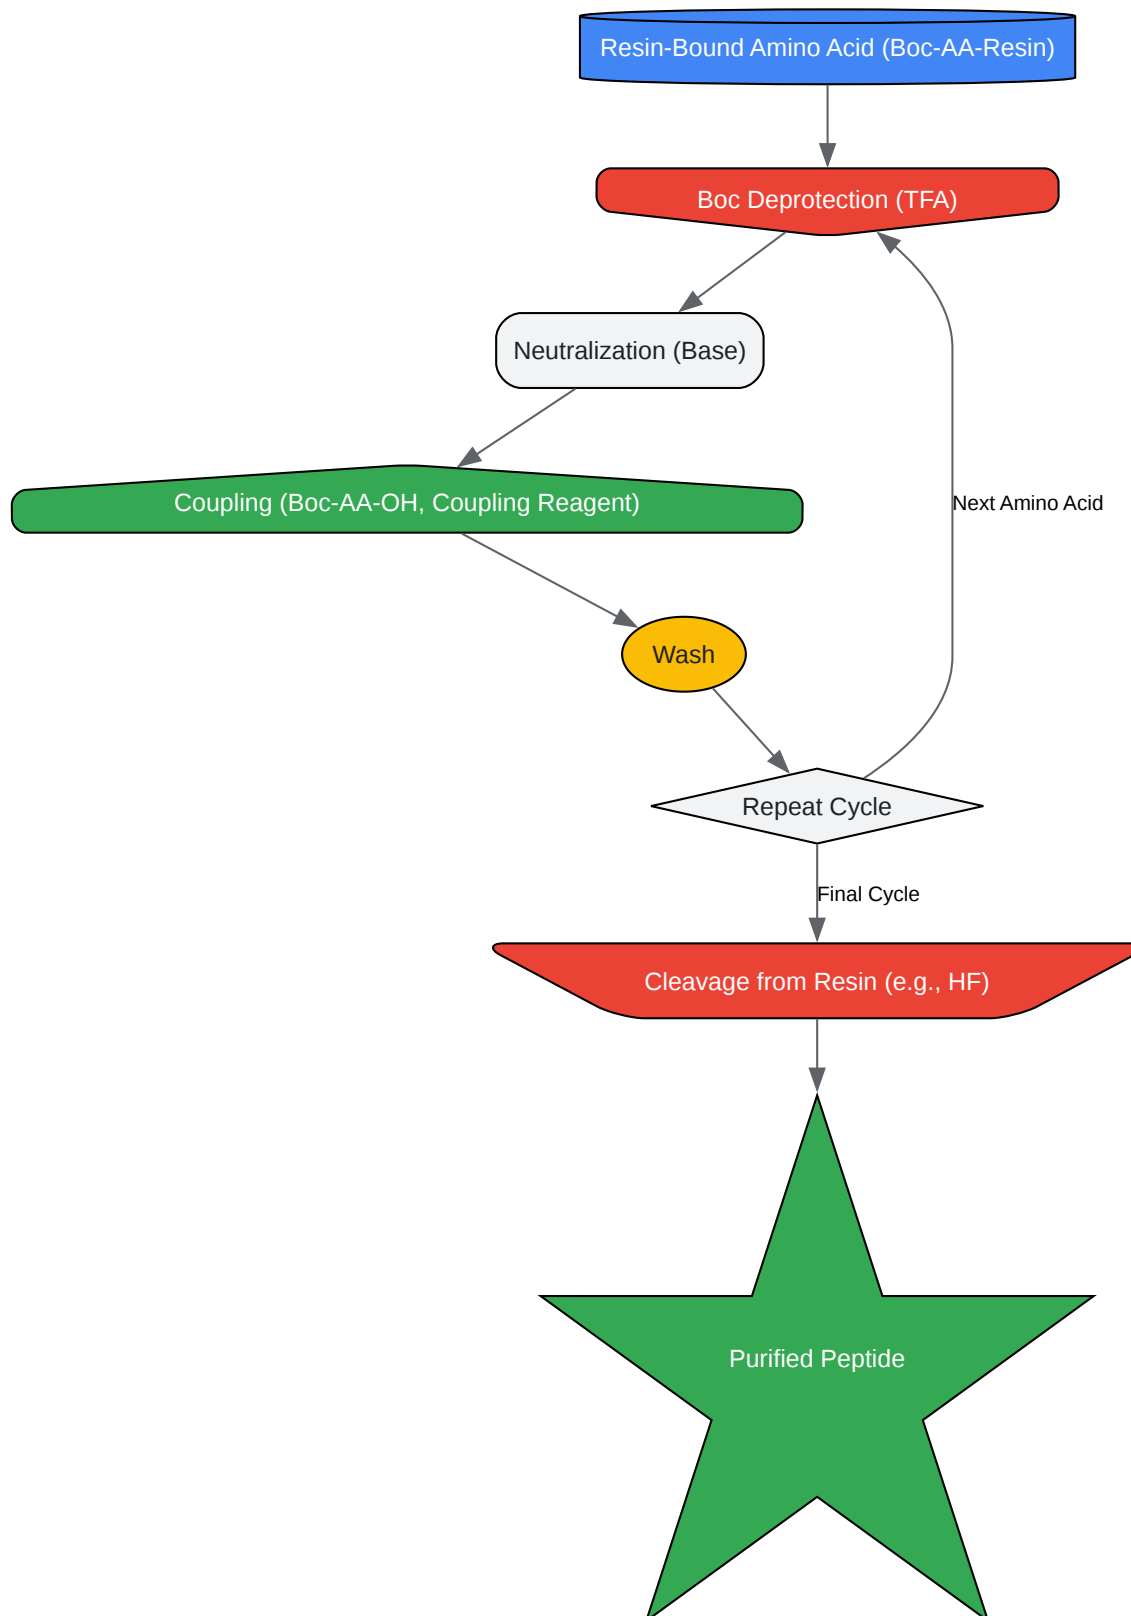 Resin-Bound Amino Acid (Boc-AA-Resin)
Boc Deprotection (TFA)
Neutralization (Base)
Coupling (Boc-AA-OH, Coupling Reagent)
Next Amino Acid
Wash
Repeat Cycle
Final Cycle
Cleavage from Resin (e.g., HF)
Purified Peptide